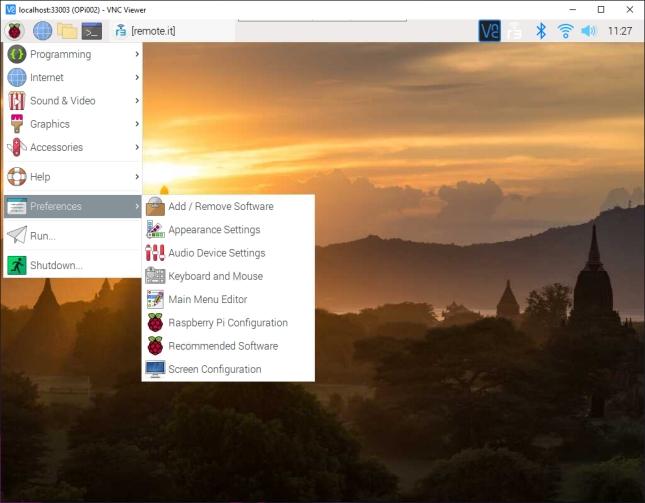 localhost:33003 (OPi002) - VNC Viewer
[remote.it]
11:27
Programming
Internet
Sound & Video
Graphics
Accessories
Help
Preferences
Run...
Shutdown...
Add / Remove Software
Appearance Settings
Audio Device Settings
Keyboard and Mouse
Main Menu Editor
Raspberry Pi Configuration
Recommended Software
Screen Configuration